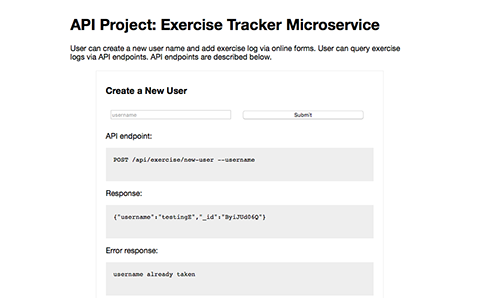 API Project: Exercise Tracker Microservice
User can create a new user name and add exercise log via online forms. User can query exercise
logs via API endpoints. API endpoints are described below.
Create a New User
username
Submit
API endpoint:
POST /api/exercise/new-user --username
Response:
{"username":"testingE","_id":"ByiJUd06Q"}
Error response:
username already taken